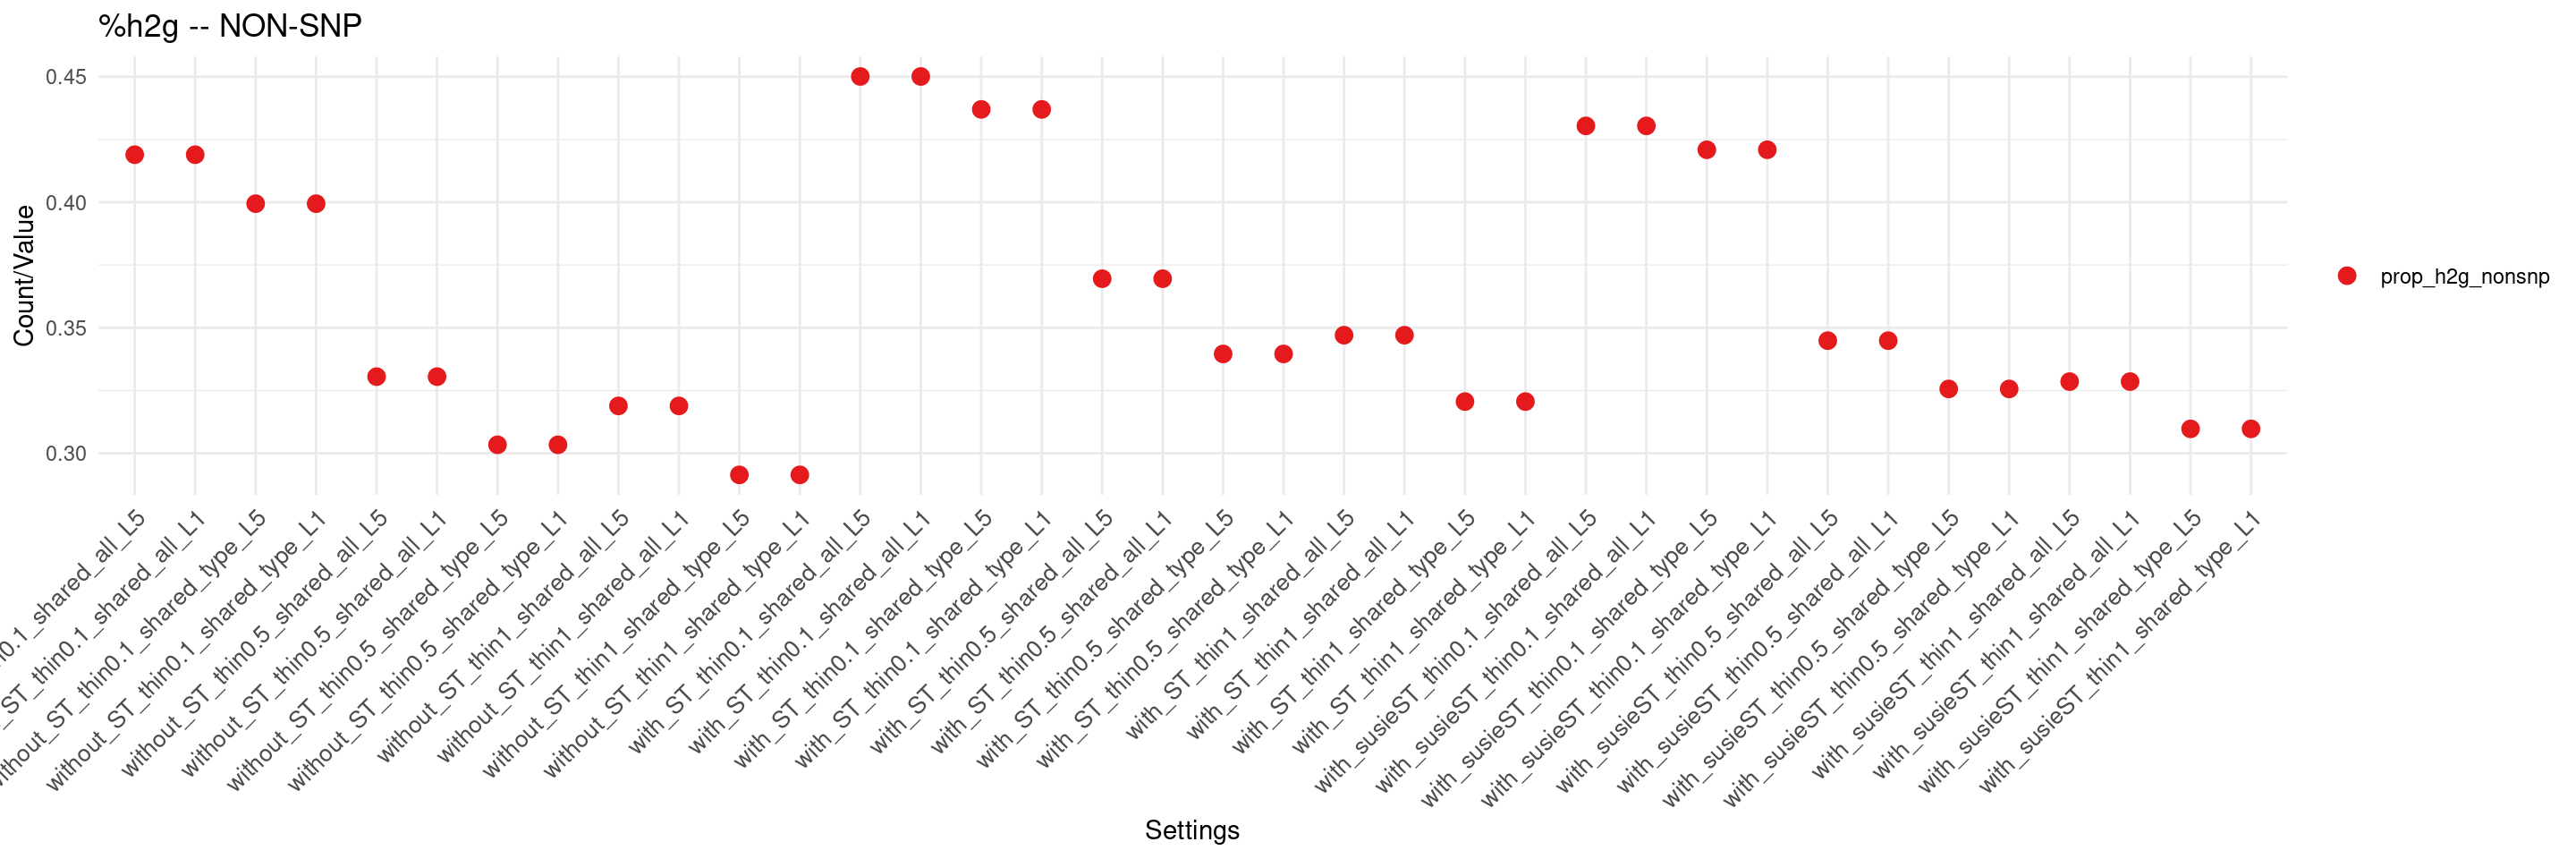 %h2g -- NON-SNP
Count/Value
0.45
0.40
0.35
0.30
prop_h2g_nonsnp
0.1_shared_all_L5
ST_thin0.1_shared_all_L1
without_ST_thin0.1_shared_type_L5
without_ST_thin0.1_shared_type_L1
without_ST_thin0.5_shared_all_L5
without_ST_thin0.5_shared_all_L1
without_ST_thin0.5_shared_type_L5
without_ST_thin0.5_shared_type_L1
without_ST_thin1_shared_all_L5
without_ST_thin1_shared_all_L1
without_ST_thin1_shared_type_L5
without_ST_thin1_shared_type_L1
with_ST_thin0.1_shared_all_L5
with_ST_thin0.1_shared_all_L1
with_ST_thin0.1_shared_type_L5
with_ST_thin0.1_shared_type_L1
with_ST_thin0.5_shared_all_L5
with_ST_thin0.5_shared_all_L1
with_ST_thin0.5_shared_type_L5
with_ST_thin0.5_shared_type_L1
with_ST_thin1_shared_all_L5
with_ST_thin1_shared_all_L1
with_ST_thin1_shared_type_L5
with_ST_thin1_shared_type_L1
with_susieST_thin0.1_shared_all_L5
with_susieST_thin0.1_shared_all_L1
with_susieST_thin0.1_shared_type_L5
with_susieST_thin0.1_shared_type_L1
with_susieST_thin0.5_shared_all_L5
with_susieST_thin0.5_shared_all_L1
with_susieST_thin0.5_shared_type_L5
with_susieST_thin0.5_shared_type_L1
with_susieST_thin1_shared_all_L5
with_susieST_thin1_shared_all_L1
with_susieST_thin1_shared_type_L5
with_susieST_thin1_shared_type_L1
Settings